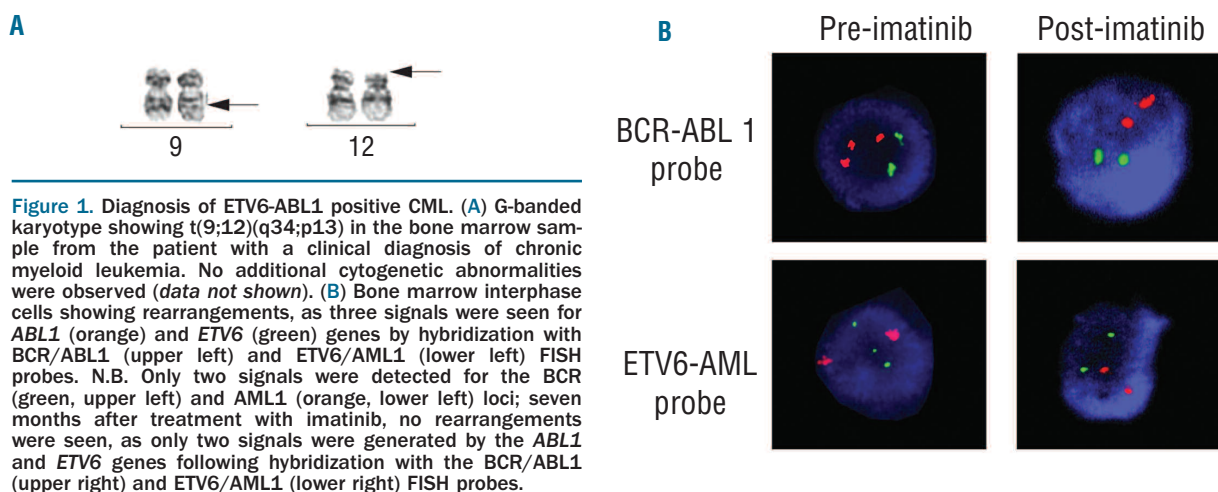 A
9
12
Figure 1. Diagnosis of ETV6-ABL1 positive CML. (A) G-banded
karyotype showing t(9;12)(q34;p13) in the bone marrow sam-
ple from the patient with a clinical diagnosis of chronic
myeloid leukemia. No additional cytogenetic abnormalities
were observed (data not shown). (B) Bone marrow interphase
cells showing rearrangements, as three signals were seen for
ABL1 (orange) and ETV6 (green) genes by hybridization with
BCR/ABL1 (upper left) and ETV6/AML1 (lower left) FISH
probes. N.B. Only two signals were detected for the BCR
(green, upper left) and AML1 (orange, lower left) loci; seven
months after treatment with imatinib, no rearrangements
were seen, as only two signals were generated by the ABL1
and ETV6 genes following hybridization with the BCR/ABL1
(upper right) and ETV6/AML1 (lower right) FISH probes.
B
Pre-imatinib
Post-imatinib
BCR-ABL 1
probe
ETV6-AML
probe